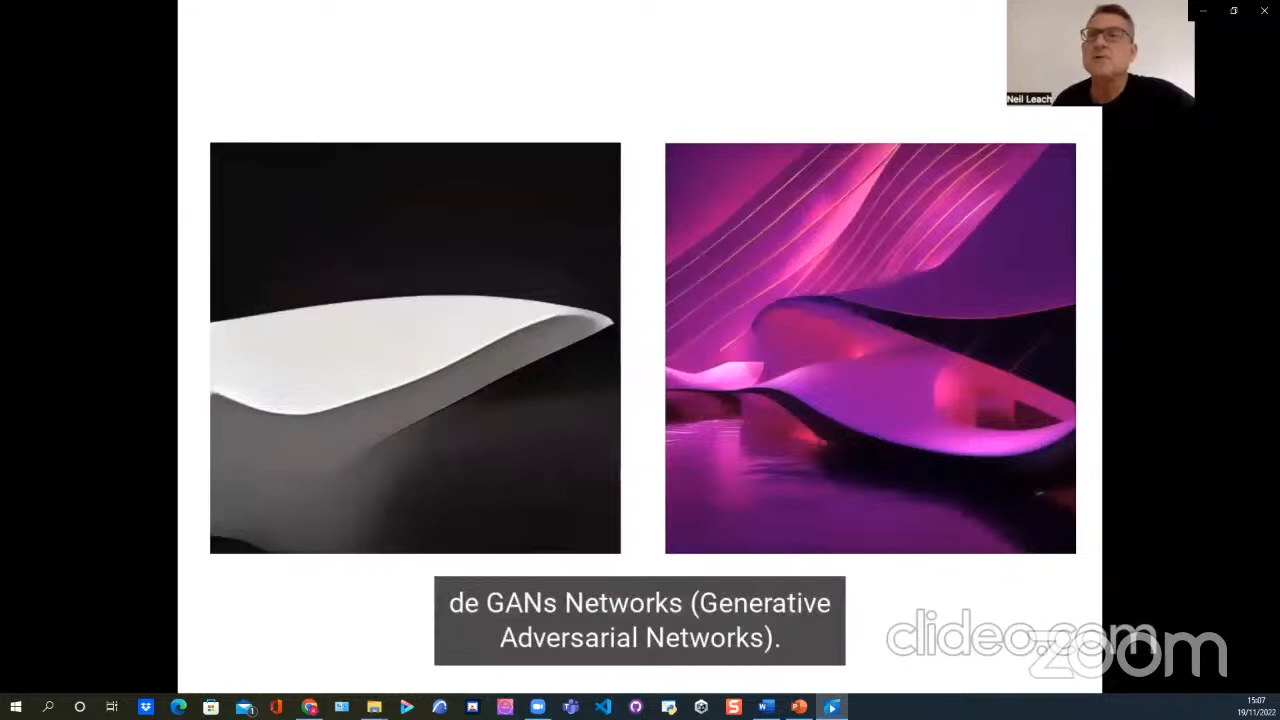 Neil Leach
de GANs Networks (Generative
Adversarial Networks).
clideo.com
zoom
15:07
19/11/2022